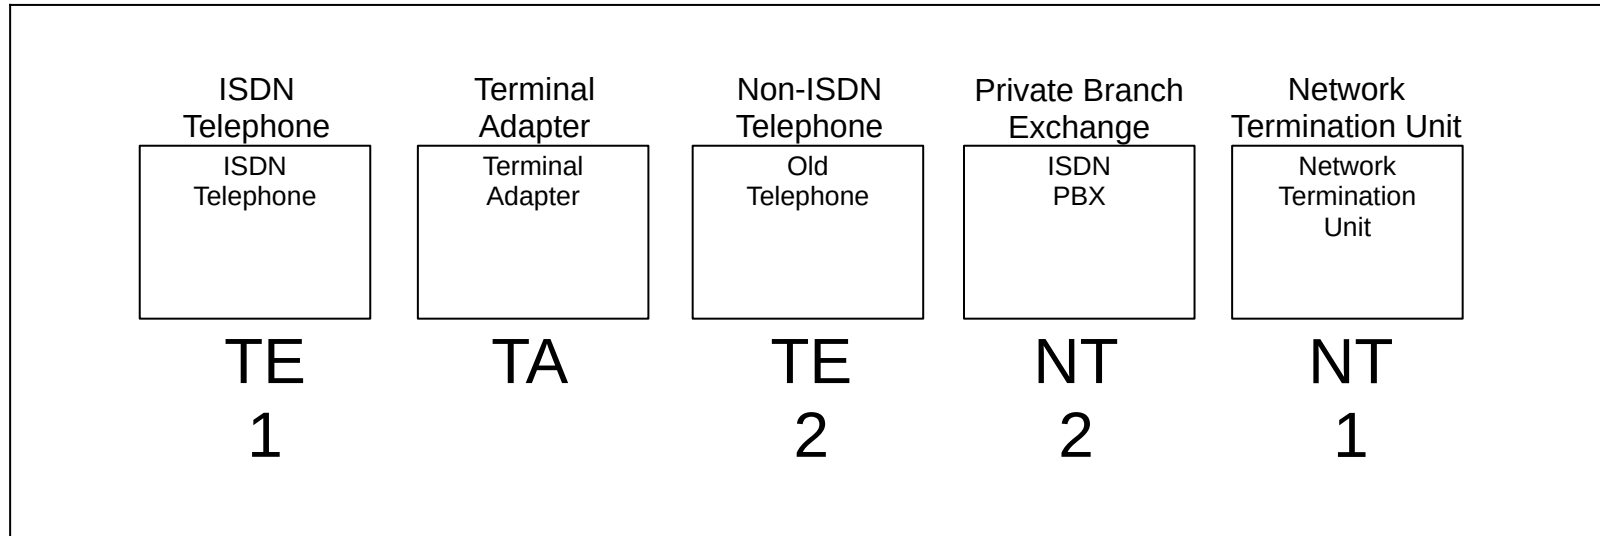 ISDN
Telephone
Terminal
Adapter
Non-ISDN
Telephone
Private Branch
Exchange
Network
Termination Unit
ISDN
Telephone
Terminal
Adapter
Old
Telephone
ISDN
PBX
Network
Termination
Unit
TE
1
TA
TE
2
NT
2
NT
1